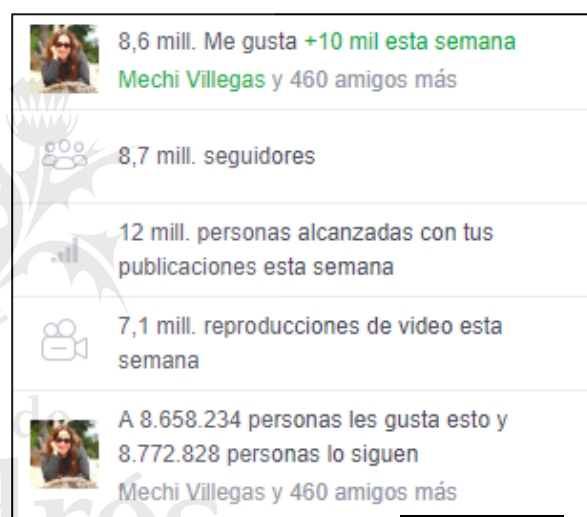 8,6 mill. Me gusta +10 mil esta semana
Mechi Villegas y 460 amigos más
8,7 mill. seguidores
12 mill. personas alcanzadas con tus
publicaciones esta semana
7,1 mill. reproducciones de video esta
semana
A 8.658.234 personas les gusta esto y
8.772.828 personas lo siguen
Mechi Villegas y 460 amigos más
de